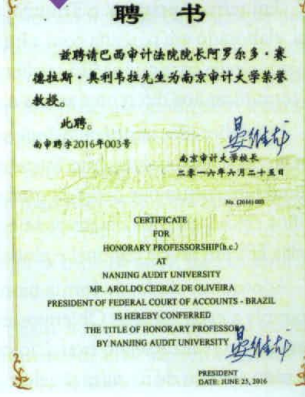 聘 书
兹聘请巴西审计法院院长阿罗尔多·赛
德拉斯·奥利韦拉先生为南京审计大学荣誉
教授。
此聘。
南审聘字2016年003号
南京审计大学校长
二零一六年六月二十五日
No. (2016) 003
CERTIFICATE
FOR
HONORARY PROFESSORSHIP(h.c.)
AT
NANJING AUDIT UNIVERSITY
MR. AROLDO CEDRAZ DE OLIVEIRA
PRESIDENT OF FEDERAL COURT OF ACCOUNTS - BRAZIL
IS HEREBY CONFERRED
THE TITLE OF HONORARY PROFESSOR
BY NANJING AUDIT UNIVERSITY
PRESIDENT
DATE: JUNE 25, 2016